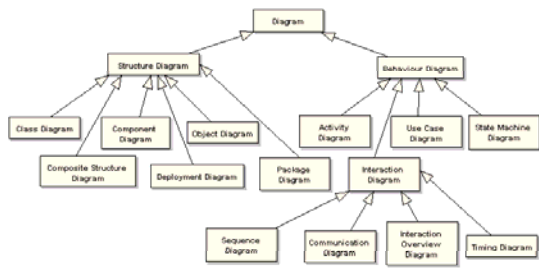 Diagram
Structure Diagram
Behaviour Diagram
Class Diagram
Component
Diagram
Object Diagram
Activity
Diagram
Use Case
Diagram
State Machine
Diagram
Composite Structure
Diagram
Deployment Diagram
Package
Diagram
Interaction
Diagram
Sequence
Diagram
Communication
Diagram
Interaction
Overview
Diagram
Timing Diagram